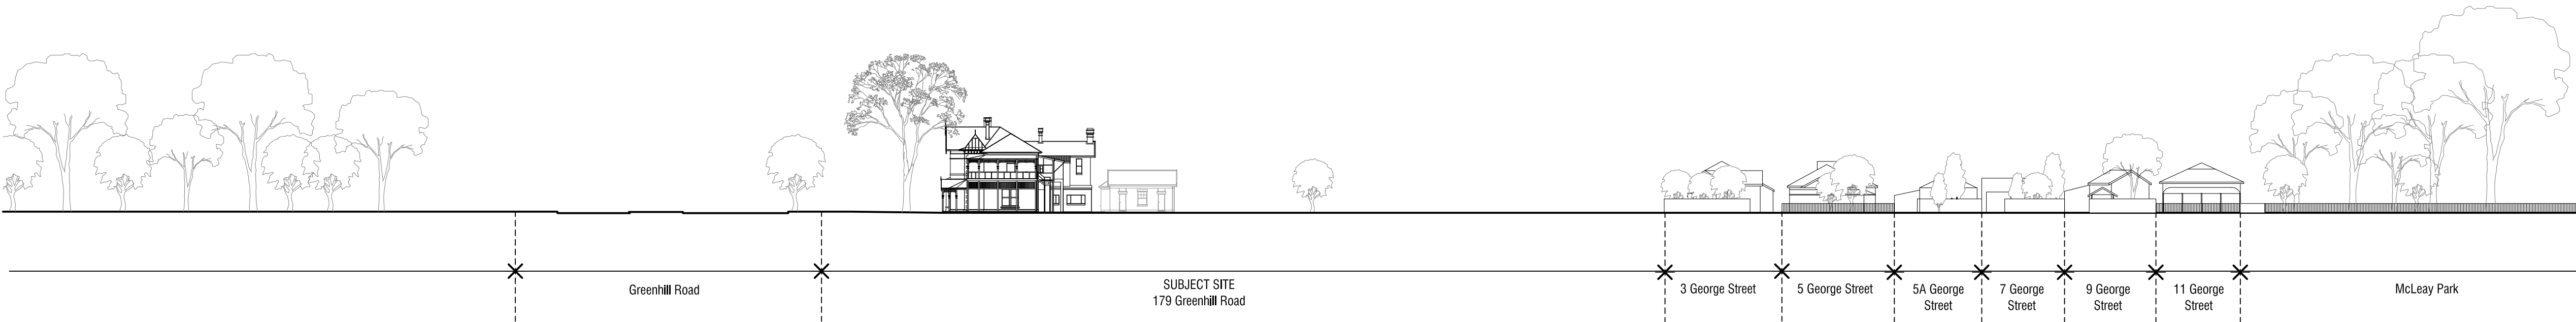 Greenhill Road
SUBJECT SITE
179 Greenhill Road
3 George Street
5 George Street
5A George
Street
7 George
Street
9 George
Street
11 George
Street
McLeay Park